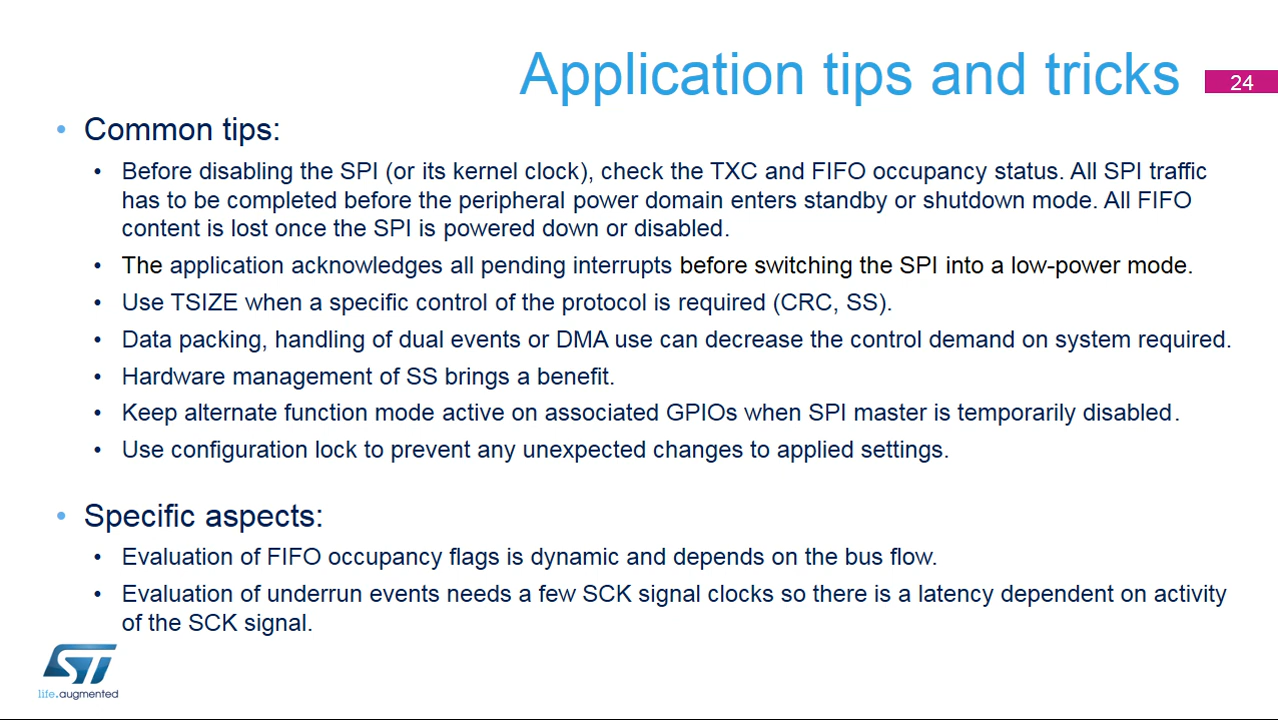 Application tips and tricks
24
• Common tips:
• Before disabling the SPI (or its kernel clock), check the TXC and FIFO occupancy status. All SPI traffic
has to be completed before the peripheral power domain enters standby or shutdown mode. All FIFO
content is lost once the SPI is powered down or disabled.
• The application acknowledges all pending interrupts before switching the SPI into a low-power mode.
• Use TSIZE when a specific control of the protocol is required (CRC, SS).
• Data packing, handling of dual events or DMA use can decrease the control demand on system required.
• Hardware management of SS brings a benefit.
• Keep alternate function mode active on associated GPIOs when SPI master is temporarily disabled.
• Use configuration lock to prevent any unexpected changes to applied settings.
• Specific aspects:
• Evaluation of FIFO occupancy flags is dynamic and depends on the bus flow.
• Evaluation of underrun events needs a few SCK signal clocks so there is a latency dependent on activity
of the SCK signal.
ST
life.augmented